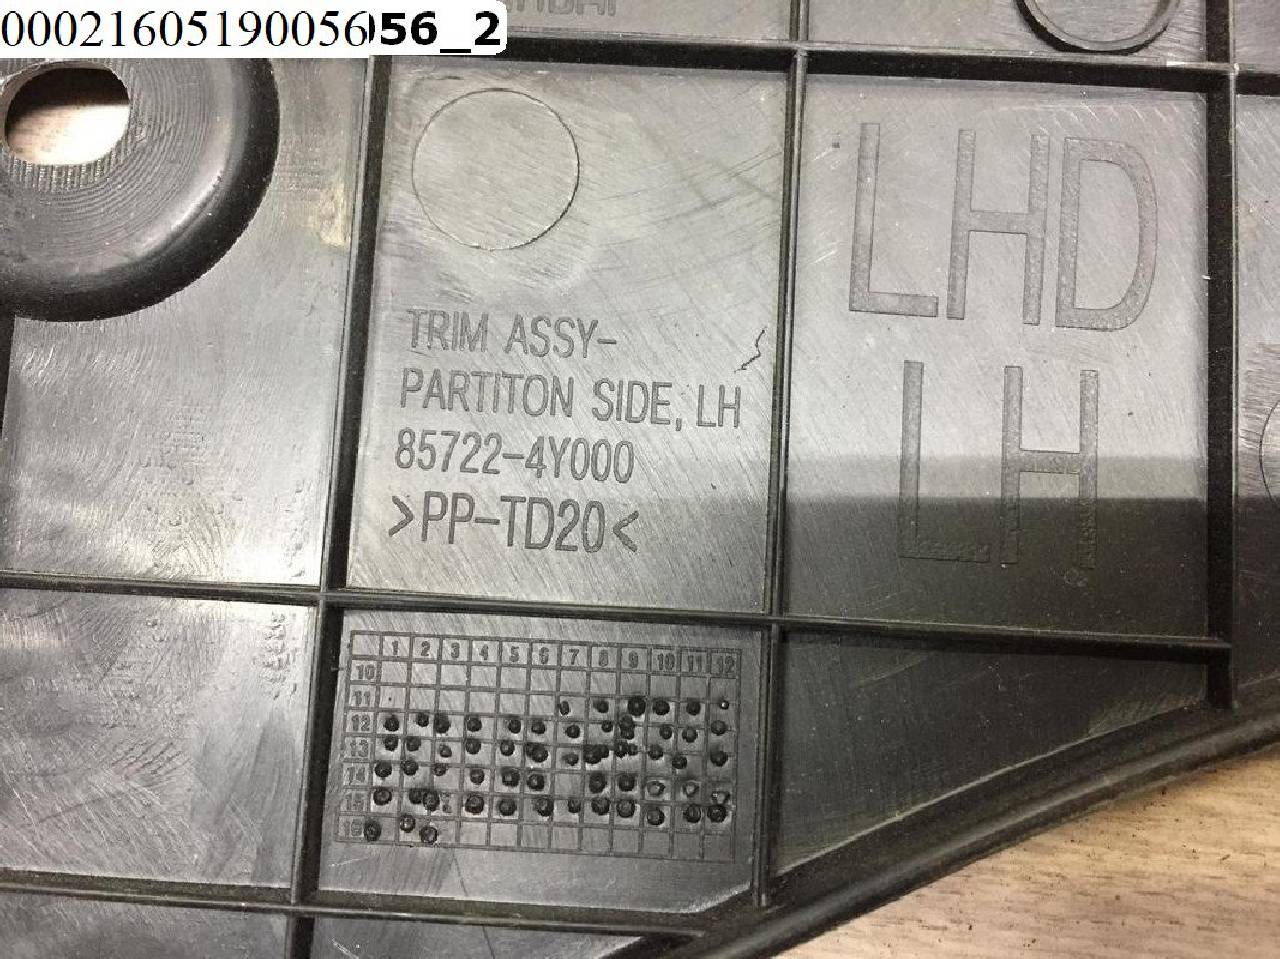 00021605190056056_2
LHD
LH
TRIM ASSY-
PARTITON SIDE, LH
85722-4Y000
>PP-TD20<
1 2 3 4 5 6 7 8 9 10 11 12
10
11
12
13
14
15
16